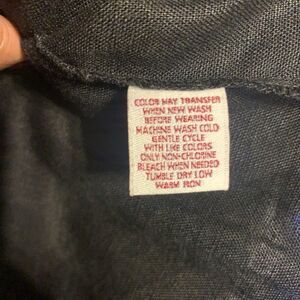 COLOR MAY TRANSFER
WHEN NEW WASH
BEFORE WEARING
MACHINE WASH COLD
GENTLE CYCLE
WITH LIKE COLORS
ONLY NON-CHLORINE
BLEACH WHEN NEEDED
TUMBLE DRY LOW
WARM IRON